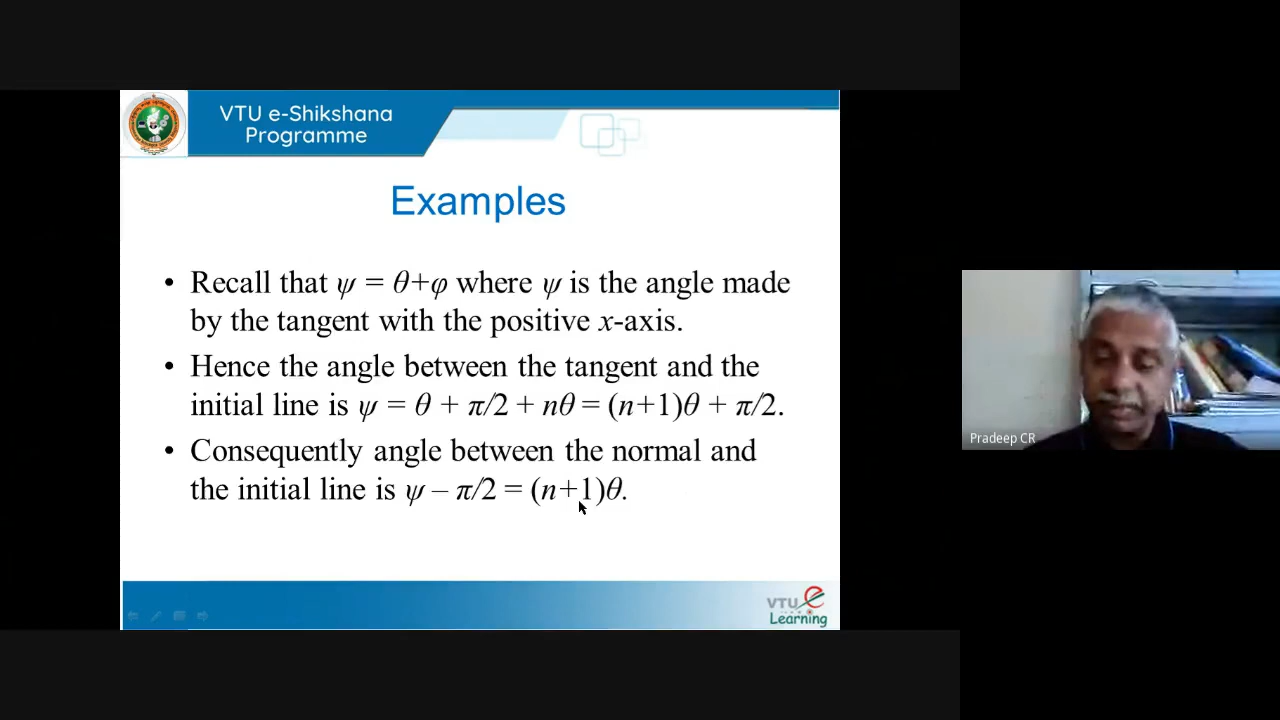 VTU e-Shikshana
Programme
Examples
• Recall that ψ = θ+φ where ψ is the angle made
by the tangent with the positive x-axis.
• Hence the angle between the tangent and the
initial line is ψ = θ + π/2 + nθ = (n+1)θ + π/2.
• Consequently angle between the normal and
the initial line is ψ – π/2 = (n+1)θ.
Pradeep CR
VTU e
Learning